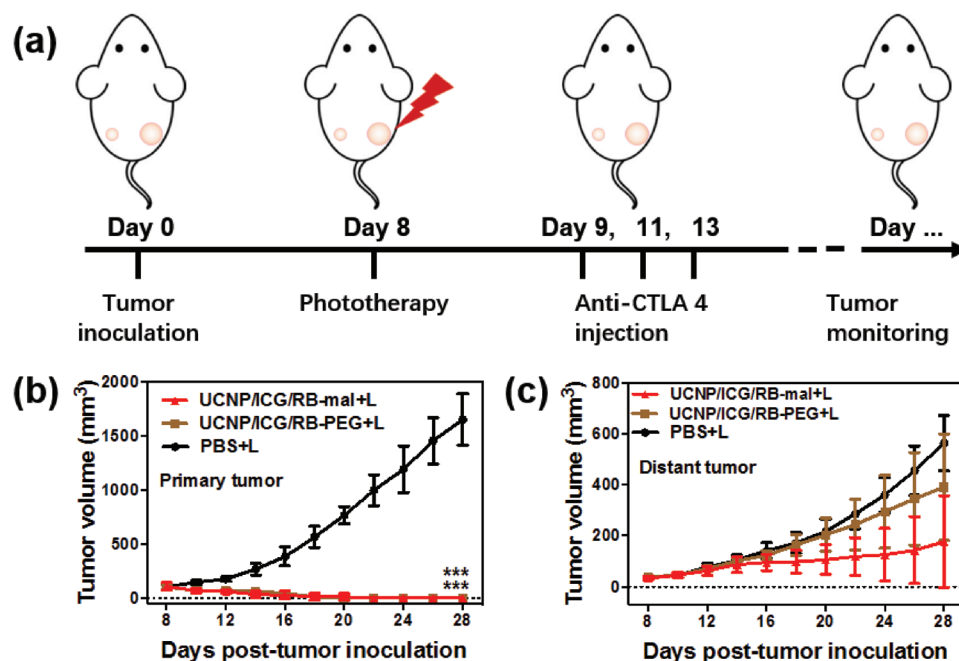 (a)
Day 0
Day 8
Day 9, 11, 13
Day ...
Tumor
inoculation
Phototherapy
Anti-CTLA 4
injection
Tumor
monitoring
(b)
Tumor volume (mm³)
2000
1500
1000
500
0
UCNP/ICG/RB-mal+L
UCNP/ICG/RB-PEG+L
PBS+L
Primary tumor
***
***
8 12 16 20 24 28
Days post-tumor inoculation
(c)
Tumor volume (mm³)
800
600
400
200
0
UCNP/ICG/RB-mal+L
UCNP/ICG/RB-PEG+L
PBS+L
Distant tumor
8 12 16 20 24 28
Days post-tumor inoculation